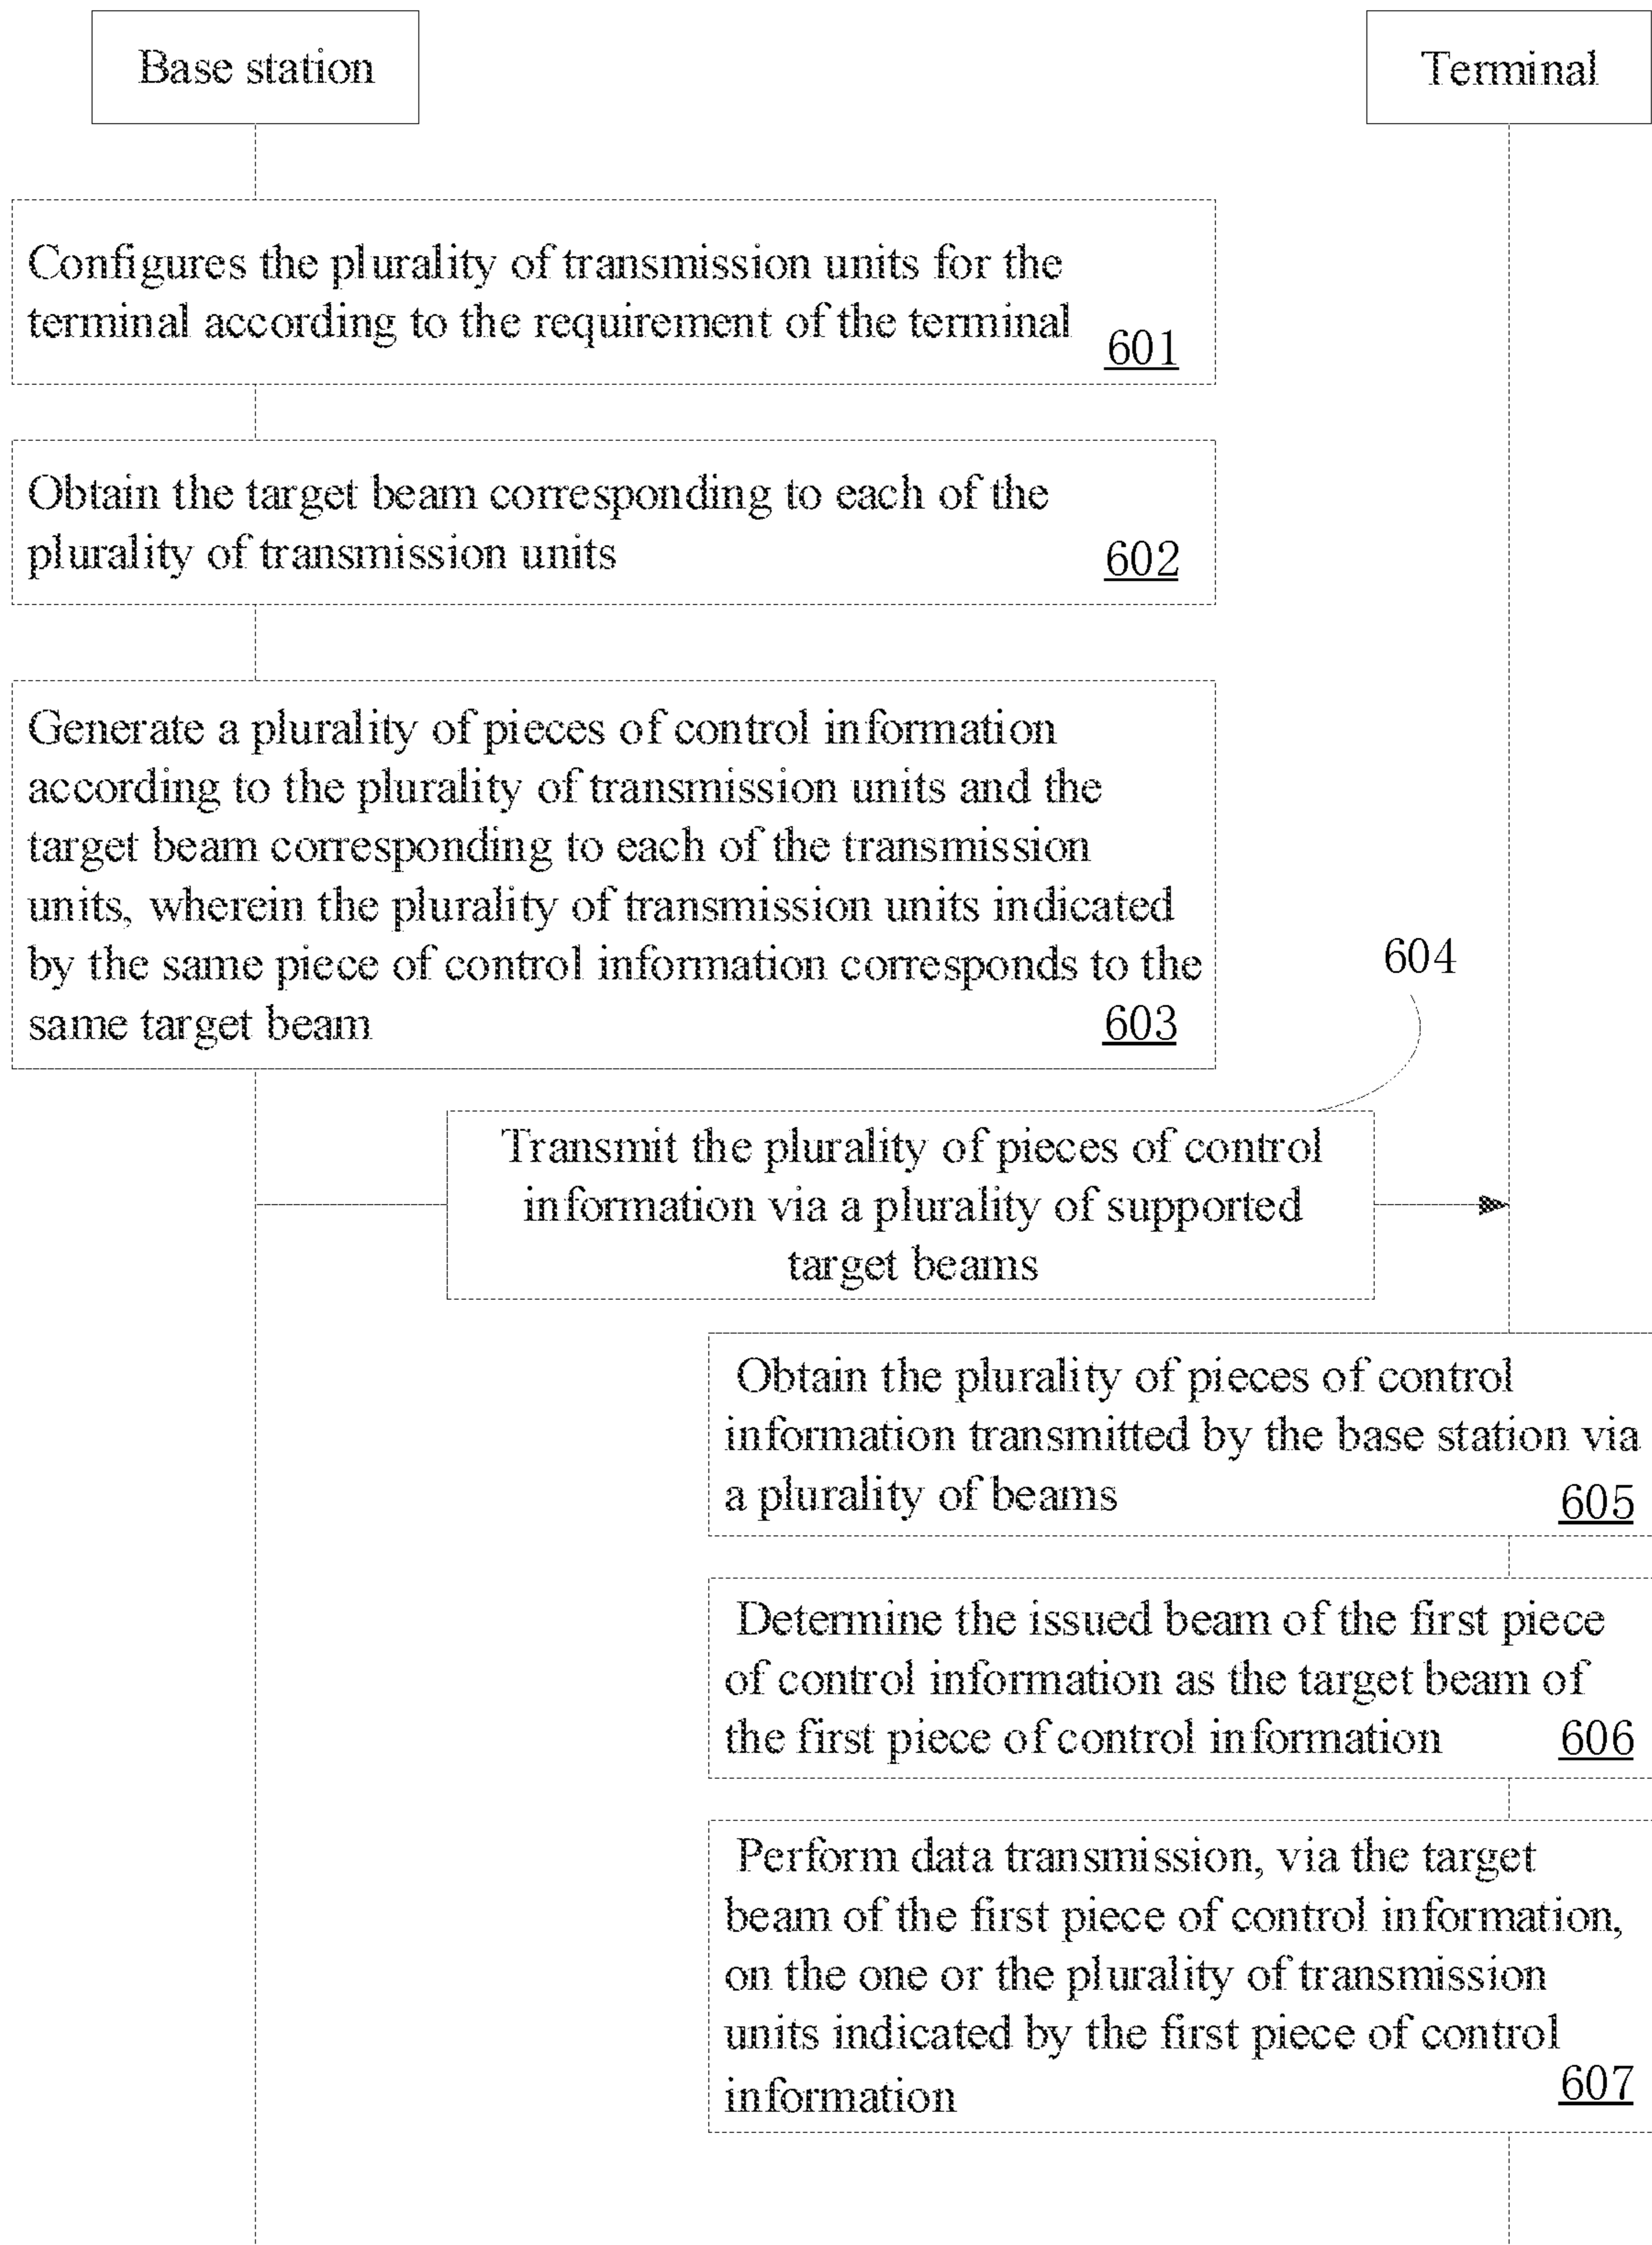 Base station
Terminal
Configures the plurality of transmission units for the
terminal according to the requirement of the terminal
601
Obtain the target beam corresponding to each of the
plurality of transmission units
602
Generate a plurality of pieces of control information
according to the plurality of transmission units and the
target beam corresponding to each of the transmission
units, wherein the plurality of transmission units indicated
by the same piece of control information corresponds to the
same target beam
603
604
Transmit the plurality of pieces of control
information via a plurality of supported
target beams
Obtain the plurality of pieces of control
information transmitted by the base station via
a plurality of beams
605
Determine the issued beam of the first piece
of control information as the target beam of
the first piece of control information
606
Perform data transmission, via the target
beam of the first piece of control information,
on the one or the plurality of transmission
units indicated by the first piece of control
information
607